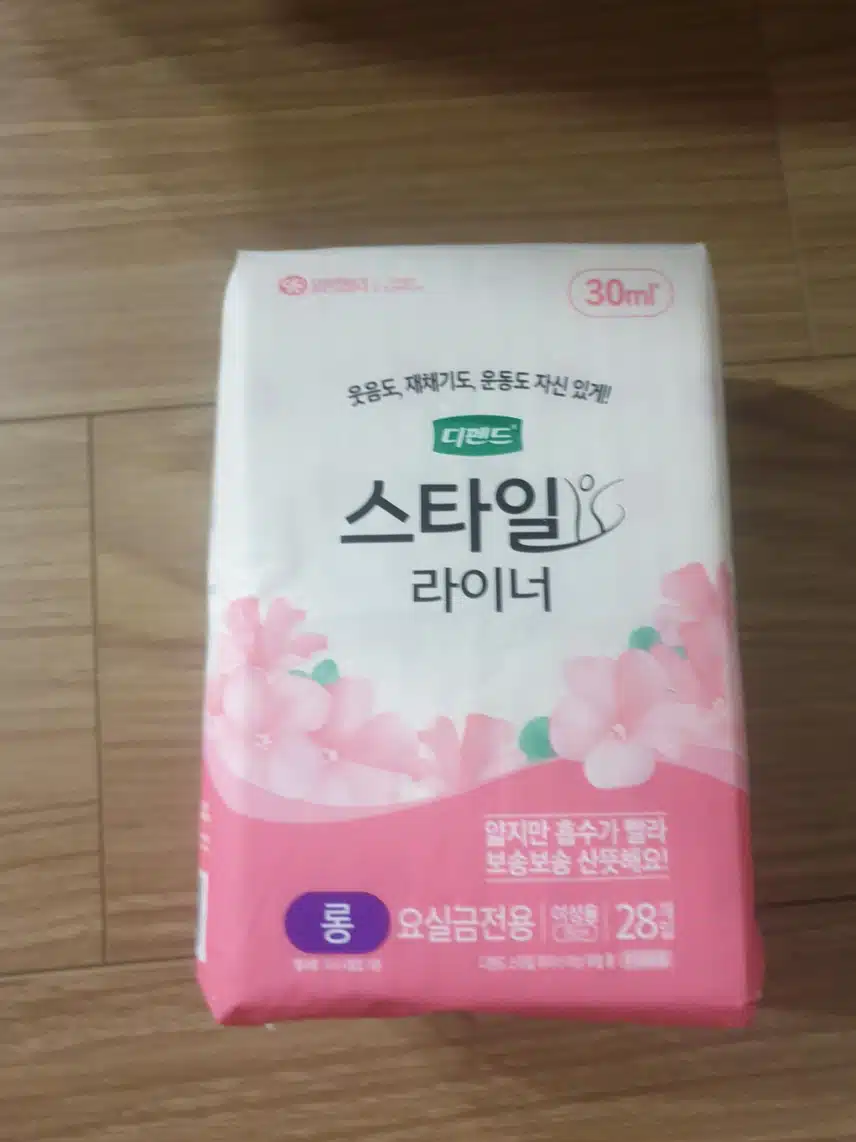 30ml
웃음도, 재채기도, 운동도 자신 있게!
디펜드
스타일
라이너
얇지만 흡수가 빨라
보송보송 산뜻해요!
롱 요실금전용 여성용 28